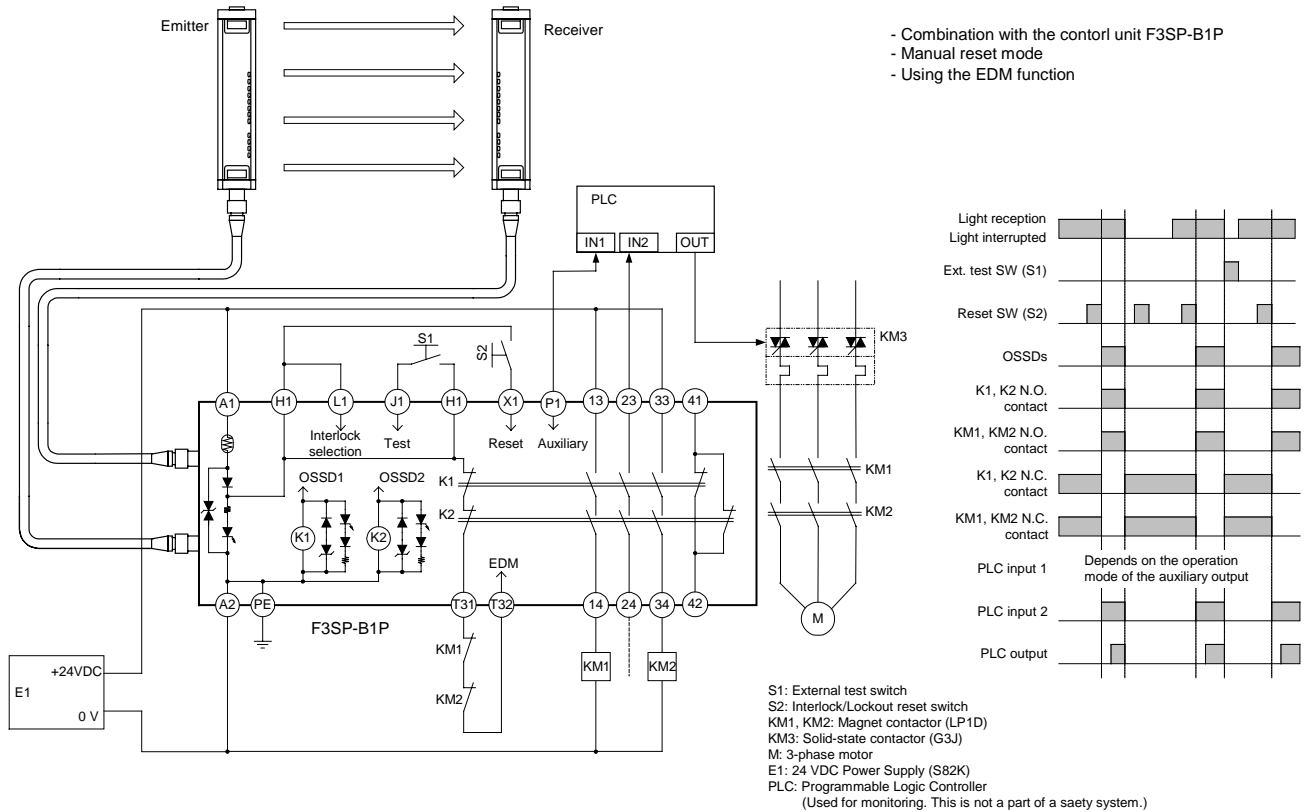 Emitter
Receiver
- Combination with the contorl unit F3SP-B1P
- Manual reset mode
- Using the EDM function
PLC
IN1
IN2
OUT
KM3
S1
S2
A1
H1
L1
J1
H1
X1
P1
13
23
33
41
Interlock
selection
Test
Reset
Auxiliary
OSSD1
OSSD2
K1
K2
K1
K2
EDM
KM1
KM2
M
A2
PE
T31
T32
14
24
34
42
F3SP-B1P
KM1
KM2
KM1
KM2
+24VDC
E1
0 V
Light reception
Light interrupted
Ext. test SW (S1)
Reset SW (S2)
OSSDs
K1, K2 N.O.
contact
KM1, KM2 N.O.
contact
K1, K2 N.C.
contact
KM1, KM2 N.C.
contact
PLC input 1
Depends on the operation
mode of the auxiliary output
PLC input 2
PLC output
S1: External test switch
S2: Interlock/Lockout reset switch
KM1, KM2: Magnet contactor (LP1D)
KM3: Solid-state contactor (G3J)
M: 3-phase motor
E1: 24 VDC Power Supply (S82K)
PLC: Programmable Logic Controller
(Used for monitoring. This is not a part of a saety system.)